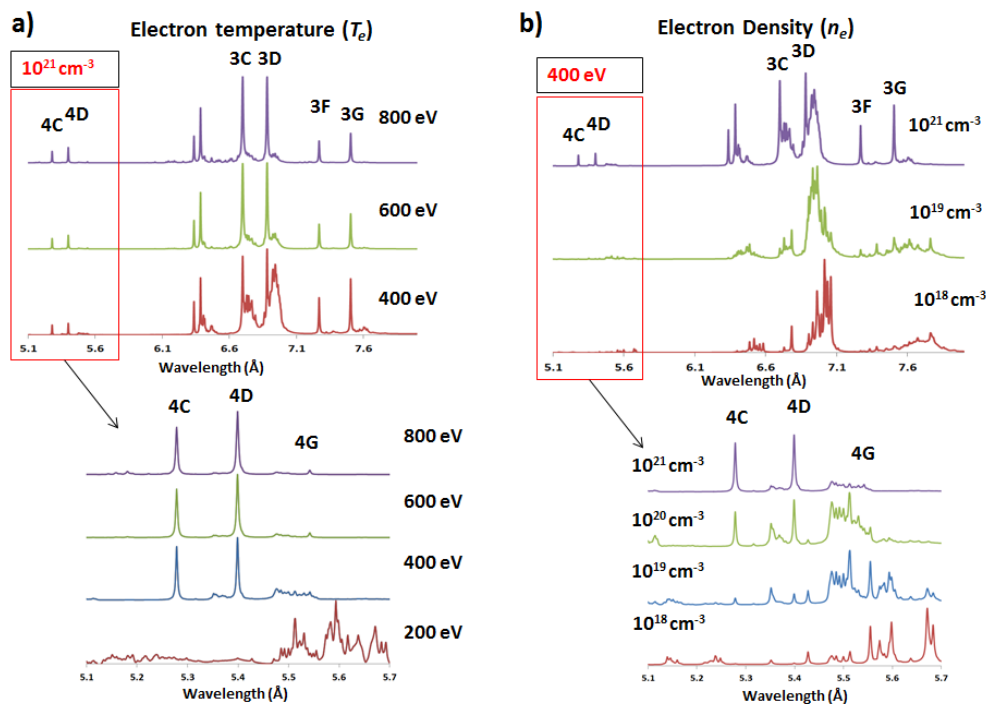 a)
Electron temperature (Te)
10²¹ cm⁻³
3C 3D
800 eV
3F 3G
4C 4D
600 eV
400 eV
5.1 5.6 6.1 6.6 7.1 7.6
Wavelength (Å)
4C 4D
800 eV
4G
600 eV
400 eV
200 eV
5.1 5.2 5.3 5.4 5.5 5.6 5.7
Wavelength (Å)
b)
Electron Density (ne)
400 eV
3C 3D
3F 3G
10²¹ cm⁻³
4C 4D
10¹⁹ cm⁻³
10¹⁸ cm⁻³
5.1 5.6 6.1 6.6 7.1 7.6
Wavelength (Å)
4C 4D
4G
10²¹ cm⁻³
10²⁰ cm⁻³
10¹⁹ cm⁻³
10¹⁸ cm⁻³
5.1 5.2 5.3 5.4 5.5 5.6 5.7
Wavelength (Å)